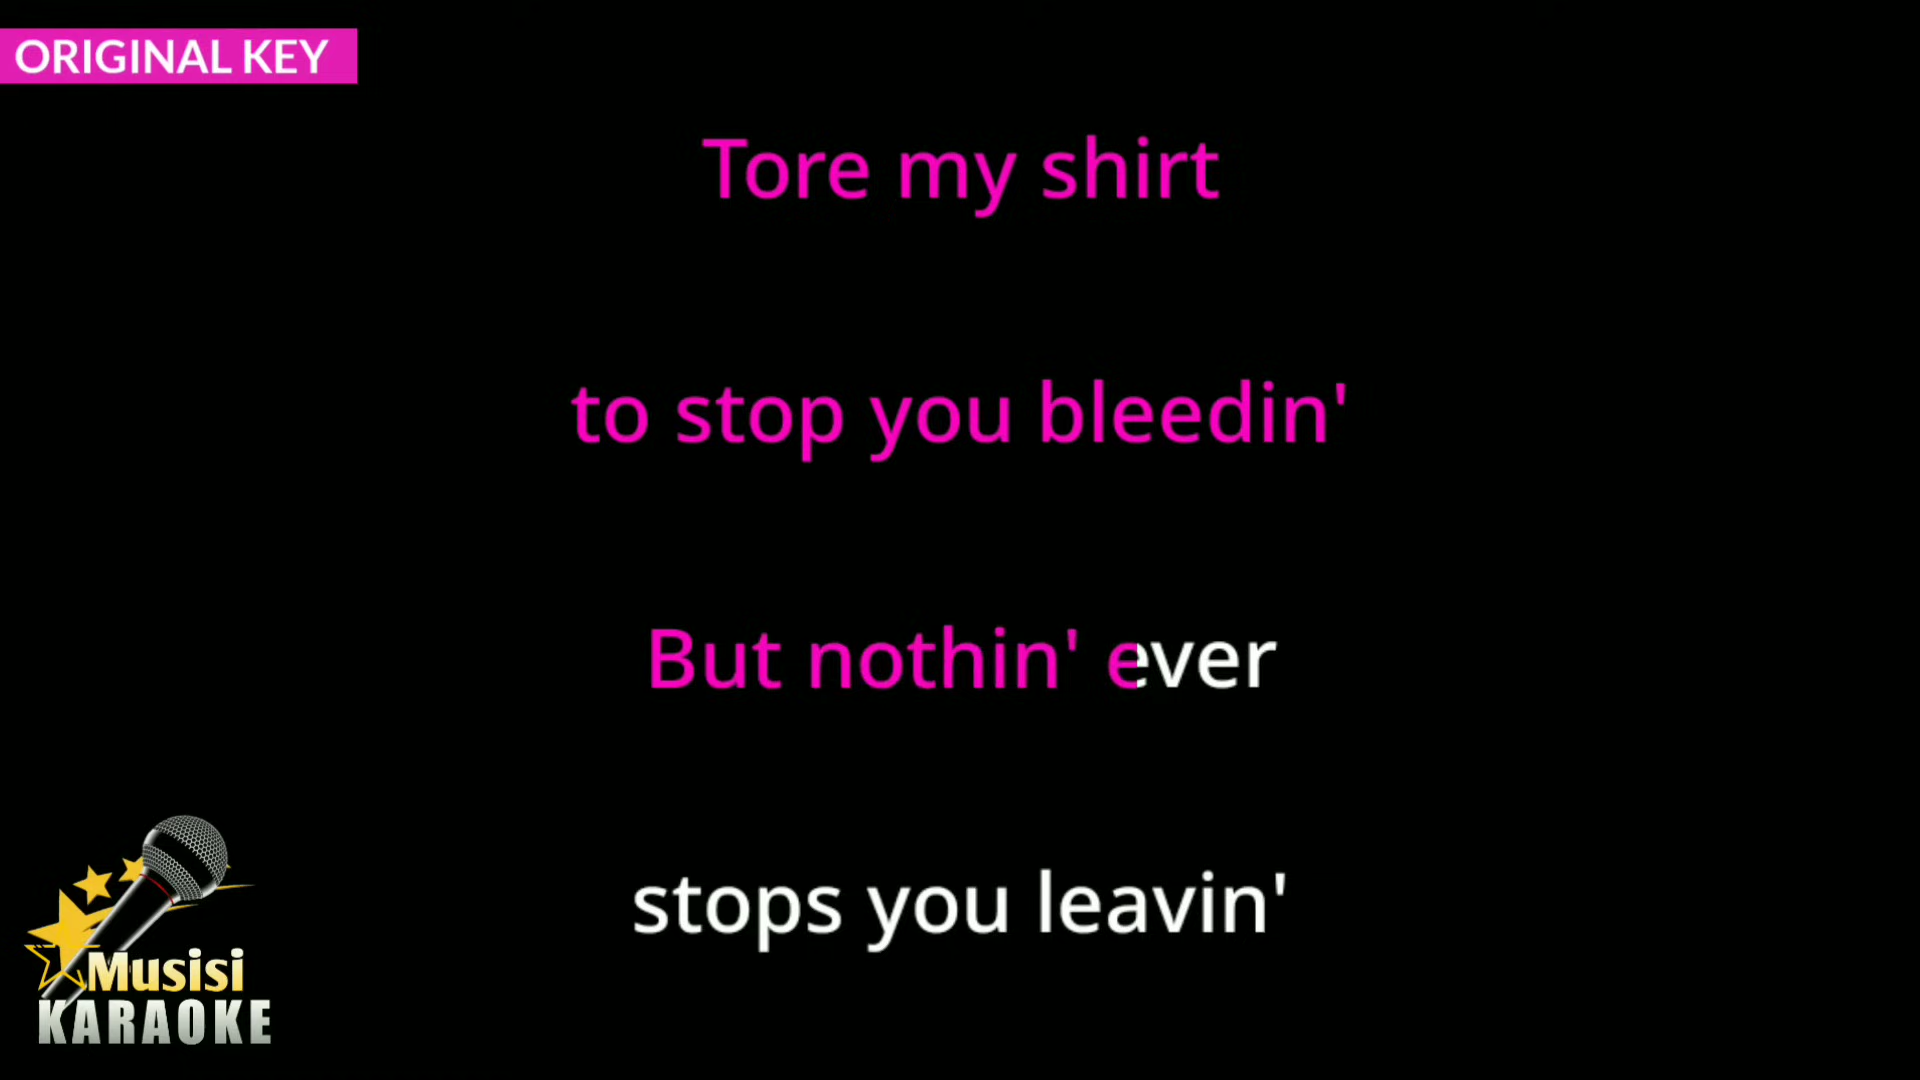 ORIGINAL KEY
Tore my shirt
to stop you bleedin'
But nothin' ever
stops you leavin'
Musisi
KARAOKE